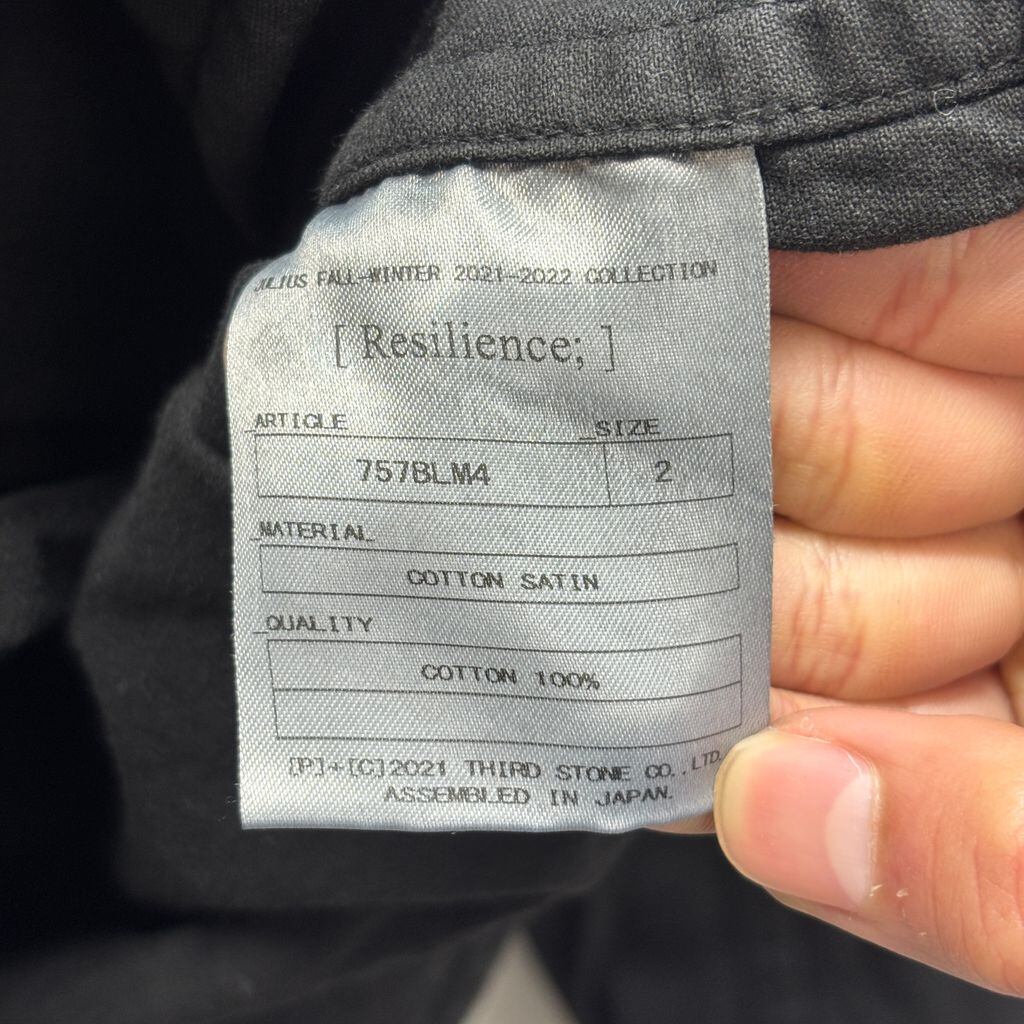 JULIUS FALL-WINTER 2021-2022 COLLECTION
[ Resilience; ]
_ARTICLE _SIZE
757BLM4 2
_MATERIAL
COTTON SATIN
_QUALITY
COTTON 100%
[P]+[C]2021 THIRD STONE CO.,LTD.
ASSEMBLED IN JAPAN.